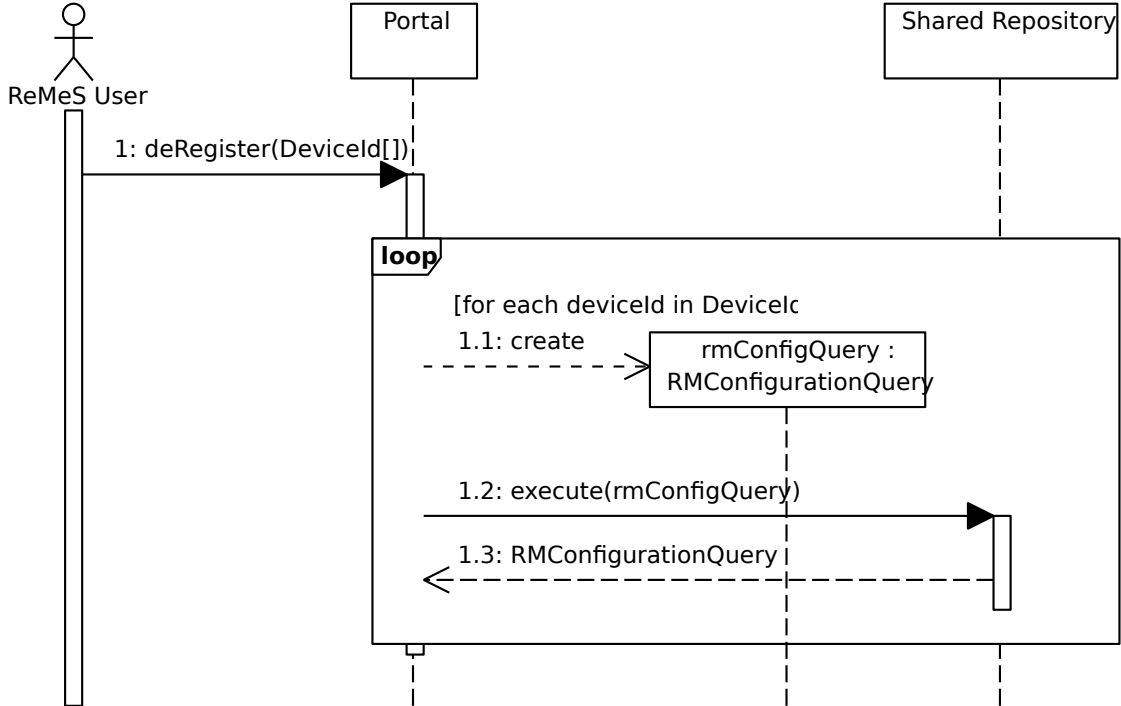 Portal
Shared Repository
ReMeS User
1: deRegister(DeviceId[])
loop
[for each deviceId in DeviceId
1.1: create
rmConfigQuery :
RMConfigurationQuery
1.2: execute(rmConfigQuery)
1.3: RMConfigurationQuery